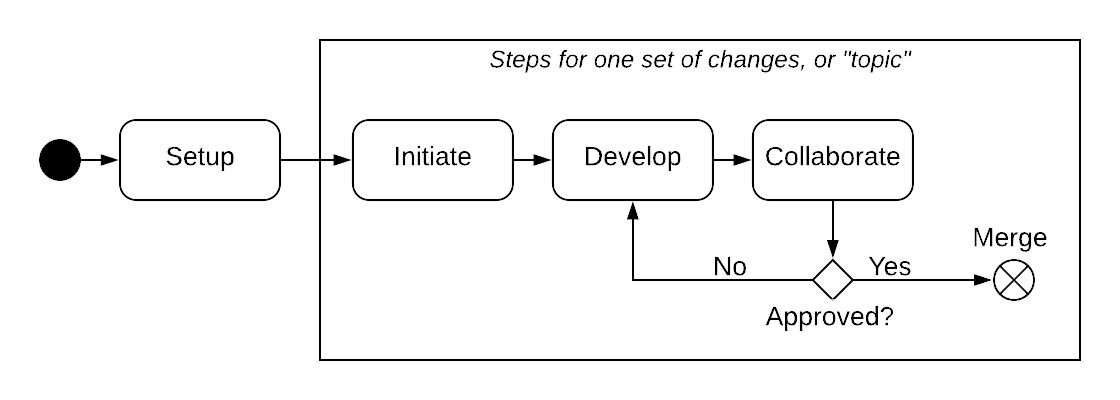 Steps for one set of changes, or "topic"
Setup
Initiate
Develop
Collaborate
Merge
No
Yes
Approved?